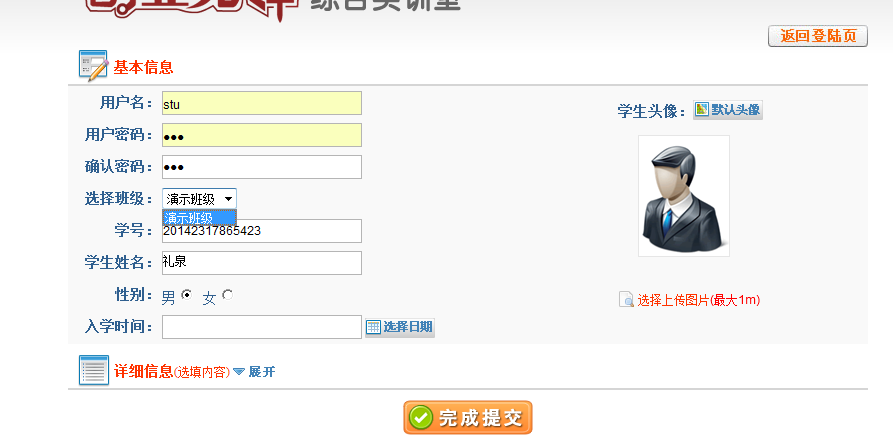 综合实训室
返回登陆页
基本信息
用户名： stu
学生头像： 默认头像
用户密码： ●●●
确认密码： ●●●
选择班级： 演示班级
演示班级
学号： 20142317865423
学生姓名： 礼泉
性别： 男 女
选择上传图片(最大1m)
入学时间： 选择日期
详细信息(选填内容) 展开
完成提交